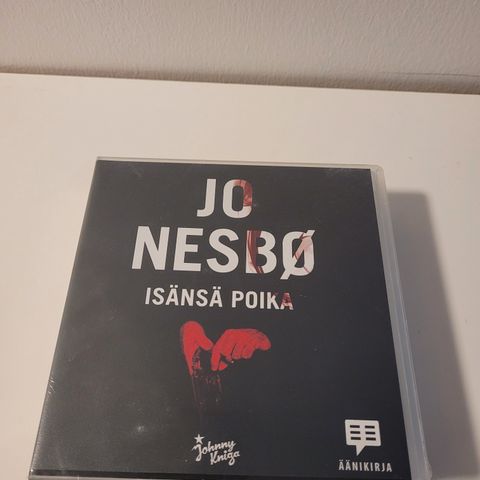 JO
NESBØ
ISÄNSÄ POIKA
Johnny
Kniga
ÄÄNIKIRJA